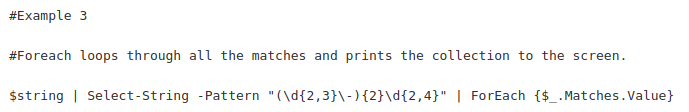 #Example 3
#Foreach loops through all the matches and prints the collection to the screen.
$string | Select-String -Pattern "(\d{2,3}\-){2}\d{2,4}" | ForEach {$_.Matches.Value}